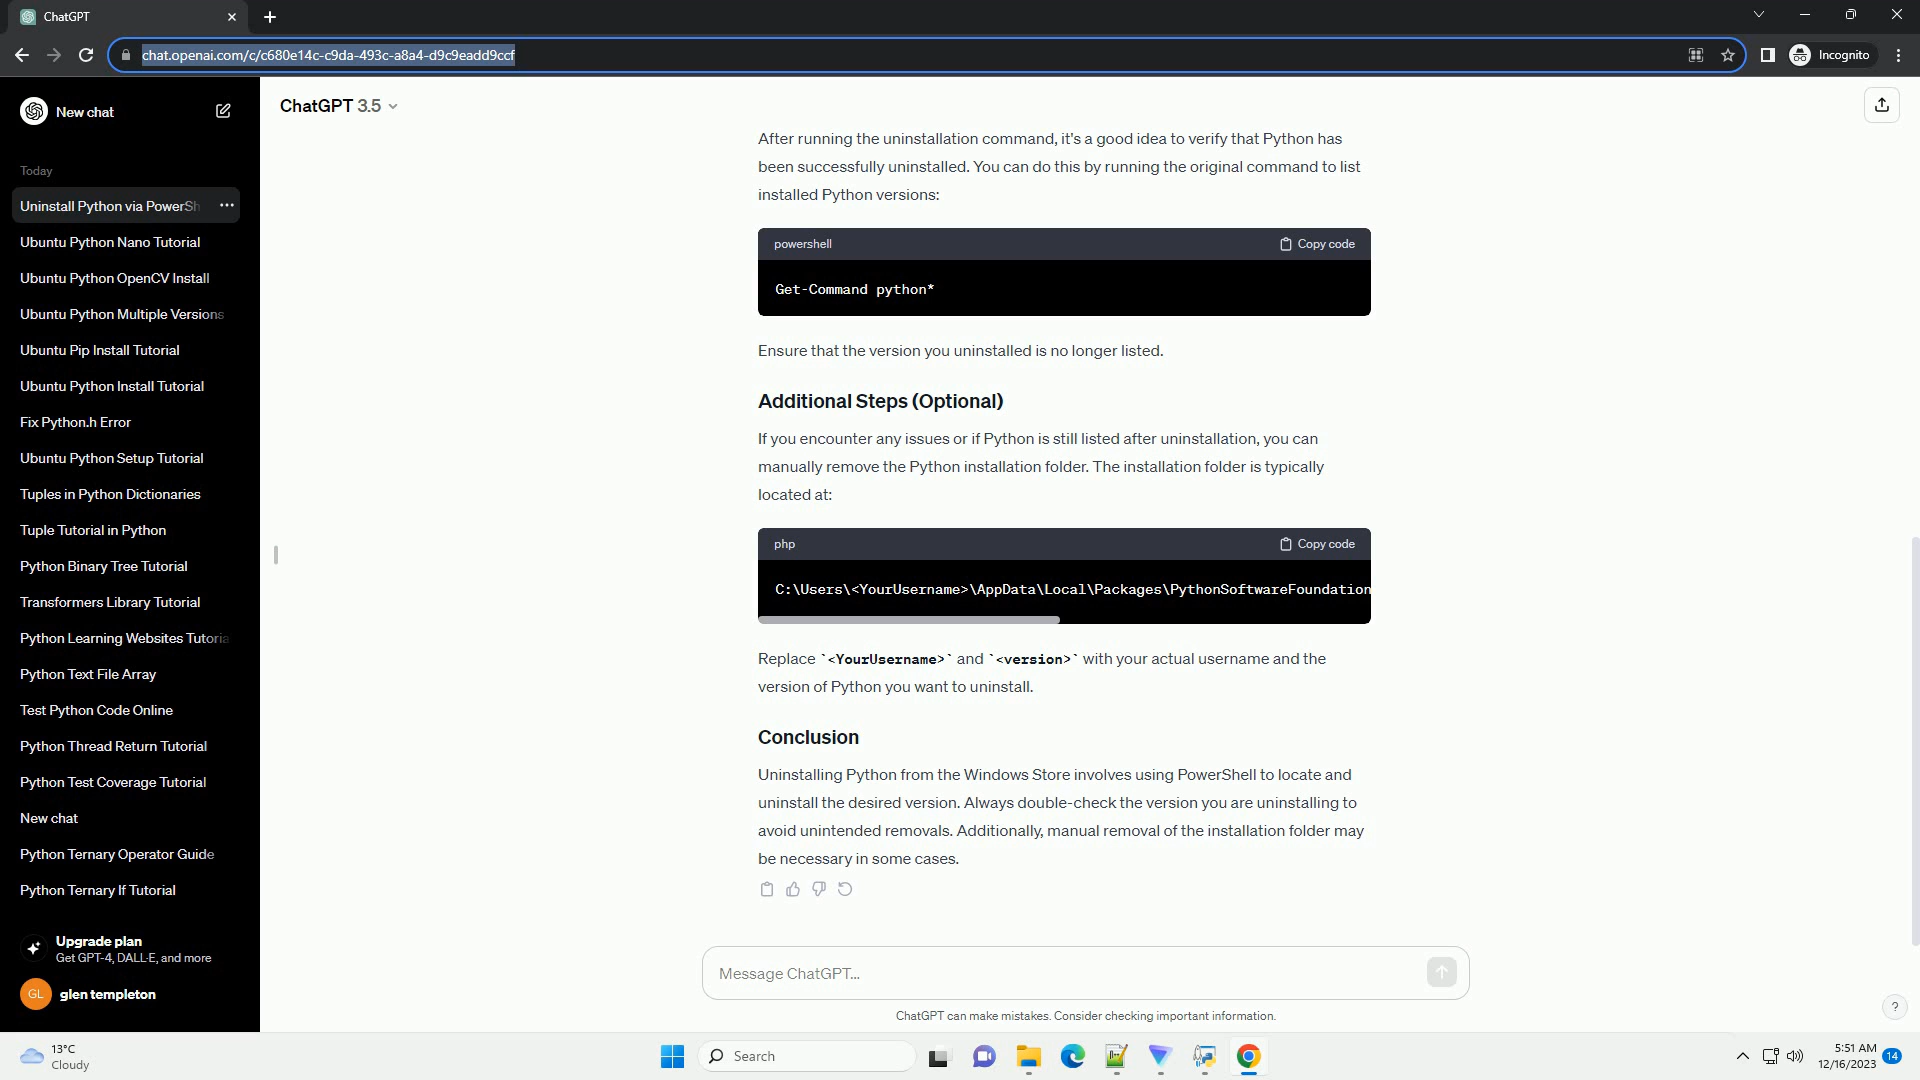 ChatGPT
chat.openai.com/c/c680e14c-c9da-493c-a8a4-d9c9eadd9ccf
Incognito
New chat
Today
Uninstall Python via PowerSh
Ubuntu Python Nano Tutorial
Ubuntu Python OpenCV Install
Ubuntu Python Multiple Versions
Ubuntu Pip Install Tutorial
Ubuntu Python Install Tutorial
Fix Python.h Error
Ubuntu Python Setup Tutorial
Tuples in Python Dictionaries
Tuple Tutorial in Python
Python Binary Tree Tutorial
Transformers Library Tutorial
Python Learning Websites Tutoria
Python Text File Array
Test Python Code Online
Python Thread Return Tutorial
Python Test Coverage Tutorial
New chat
Python Ternary Operator Guide
Python Ternary If Tutorial
Upgrade plan
Get GPT-4, DALL·E, and more
GL glen templeton
ChatGPT 3.5
After running the uninstallation command, it's a good idea to verify that Python has
been successfully uninstalled. You can do this by running the original command to list
installed Python versions:
powershell Copy code
Get-Command python*
Ensure that the version you uninstalled is no longer listed.
Additional Steps (Optional)
If you encounter any issues or if Python is still listed after uninstallation, you can
manually remove the Python installation folder. The installation folder is typically
located at:
php Copy code
C:\Users\<YourUsername>\AppData\Local\Packages\PythonSoftwareFoundation
Replace `<YourUsername>` and `<version>` with your actual username and the
version of Python you want to uninstall.
Conclusion
Uninstalling Python from the Windows Store involves using PowerShell to locate and
uninstall the desired version. Always double-check the version you are uninstalling to
avoid unintended removals. Additionally, manual removal of the installation folder may
be necessary in some cases.
Message ChatGPT...
ChatGPT can make mistakes. Consider checking important information.
?
13°C
Cloudy
Search
5:51 AM
12/16/2023
14